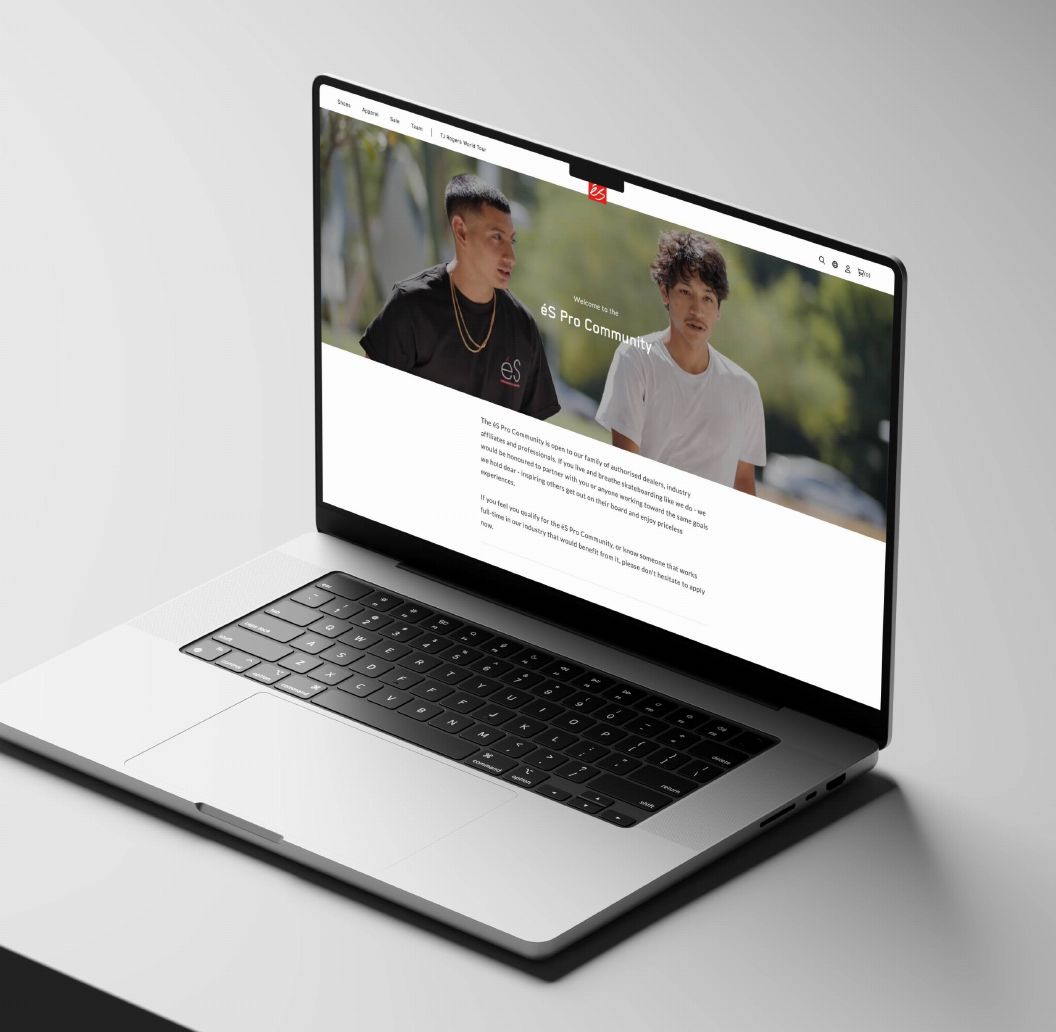 Shoes Apparel Sale Team | TJ Rogers World Tour
éS
Welcome to the
éS Pro Community
éS
The éS Pro Community is open to our family of authorised dealers, industry
affiliates and professionals. If you live and breathe skateboarding like we do - we
would be honoured to partner with you or anyone working toward the same goals
we hold dear - inspiring others get out on their board and enjoy priceless
experiences.
If you feel you qualify for the éS Pro Community, or know someone that works
full-time in our industry that would benefit from it, please don't hesitate to apply
now.
esc
delete
tab Q W E R T Y U I O P
caps lock A S D
J K L
return
shift Z X C V B N M
shift
control option command
command option